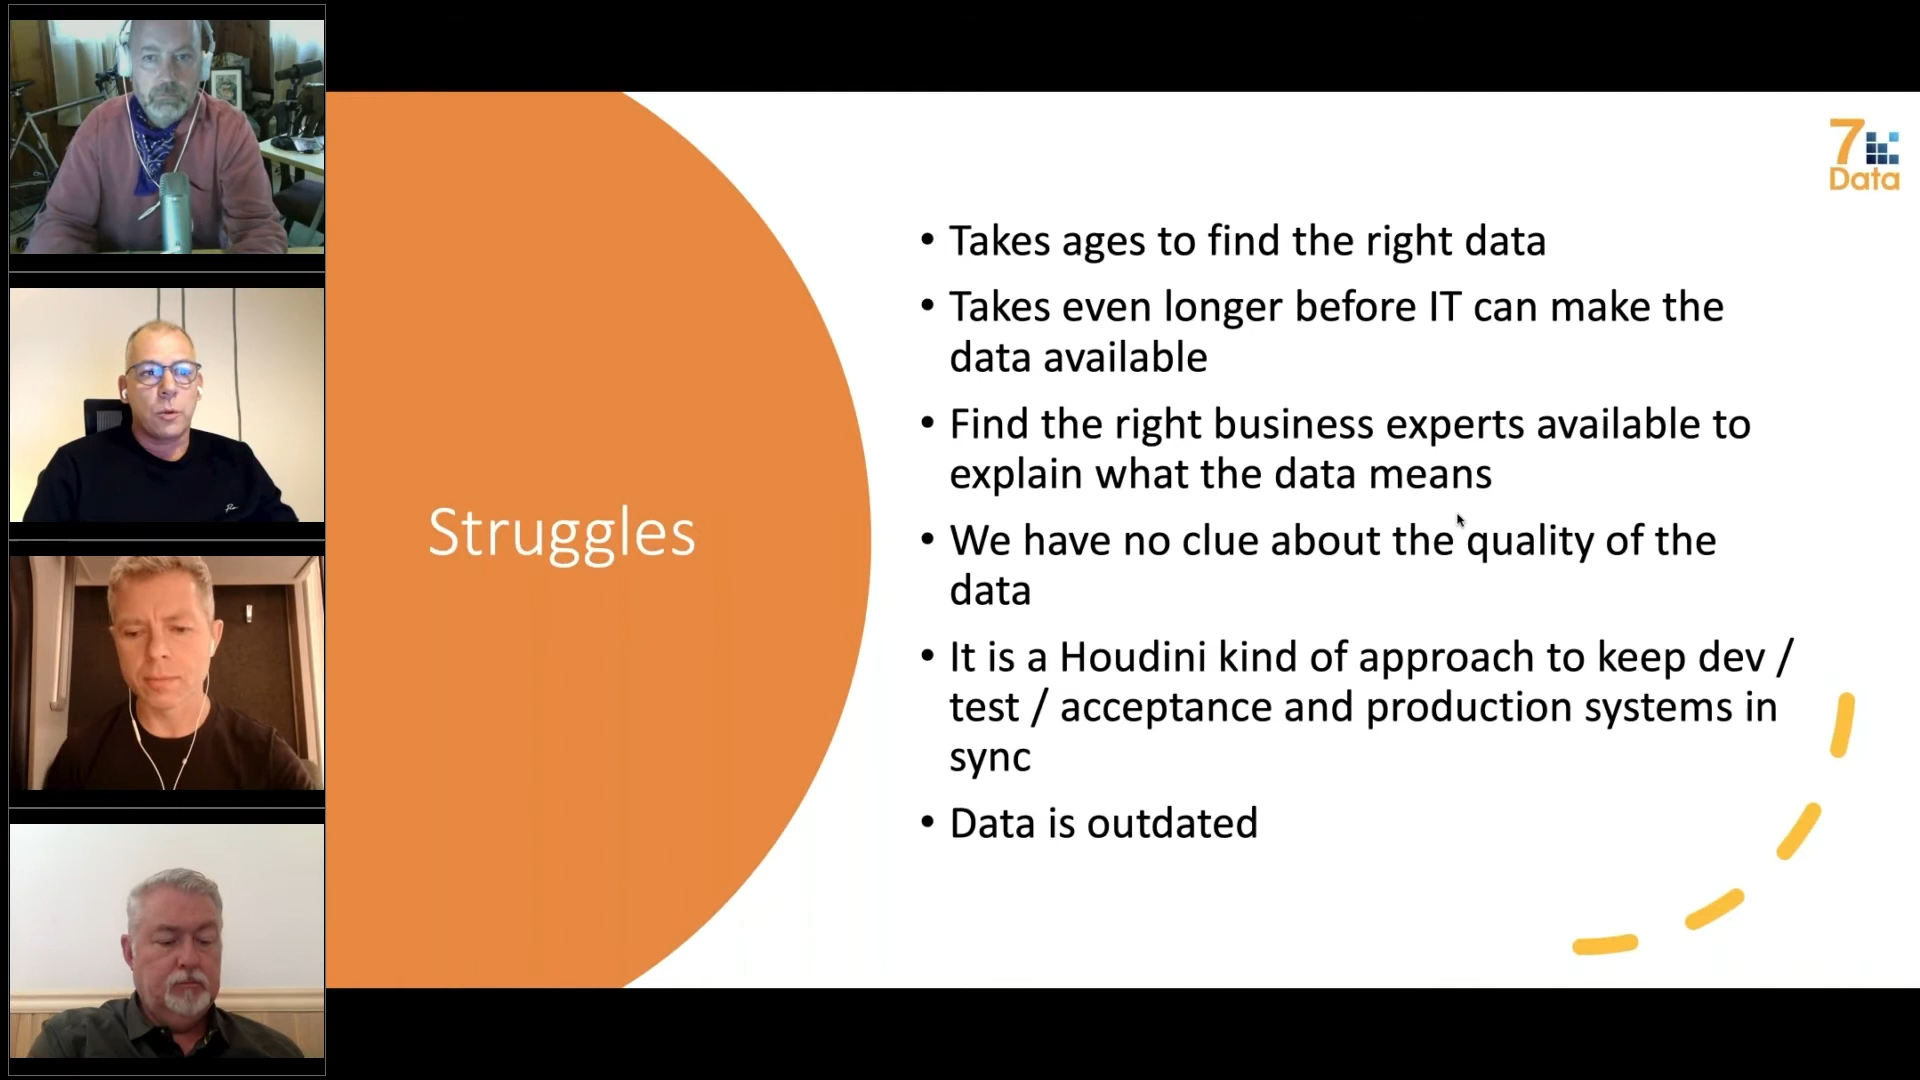 7
Data
Struggles
• Takes ages to find the right data
• Takes even longer before IT can make the
data available
• Find the right business experts available to
explain what the data means
• We have no clue about the quality of the
data
• It is a Houdini kind of approach to keep dev /
test / acceptance and production systems in
sync
• Data is outdated